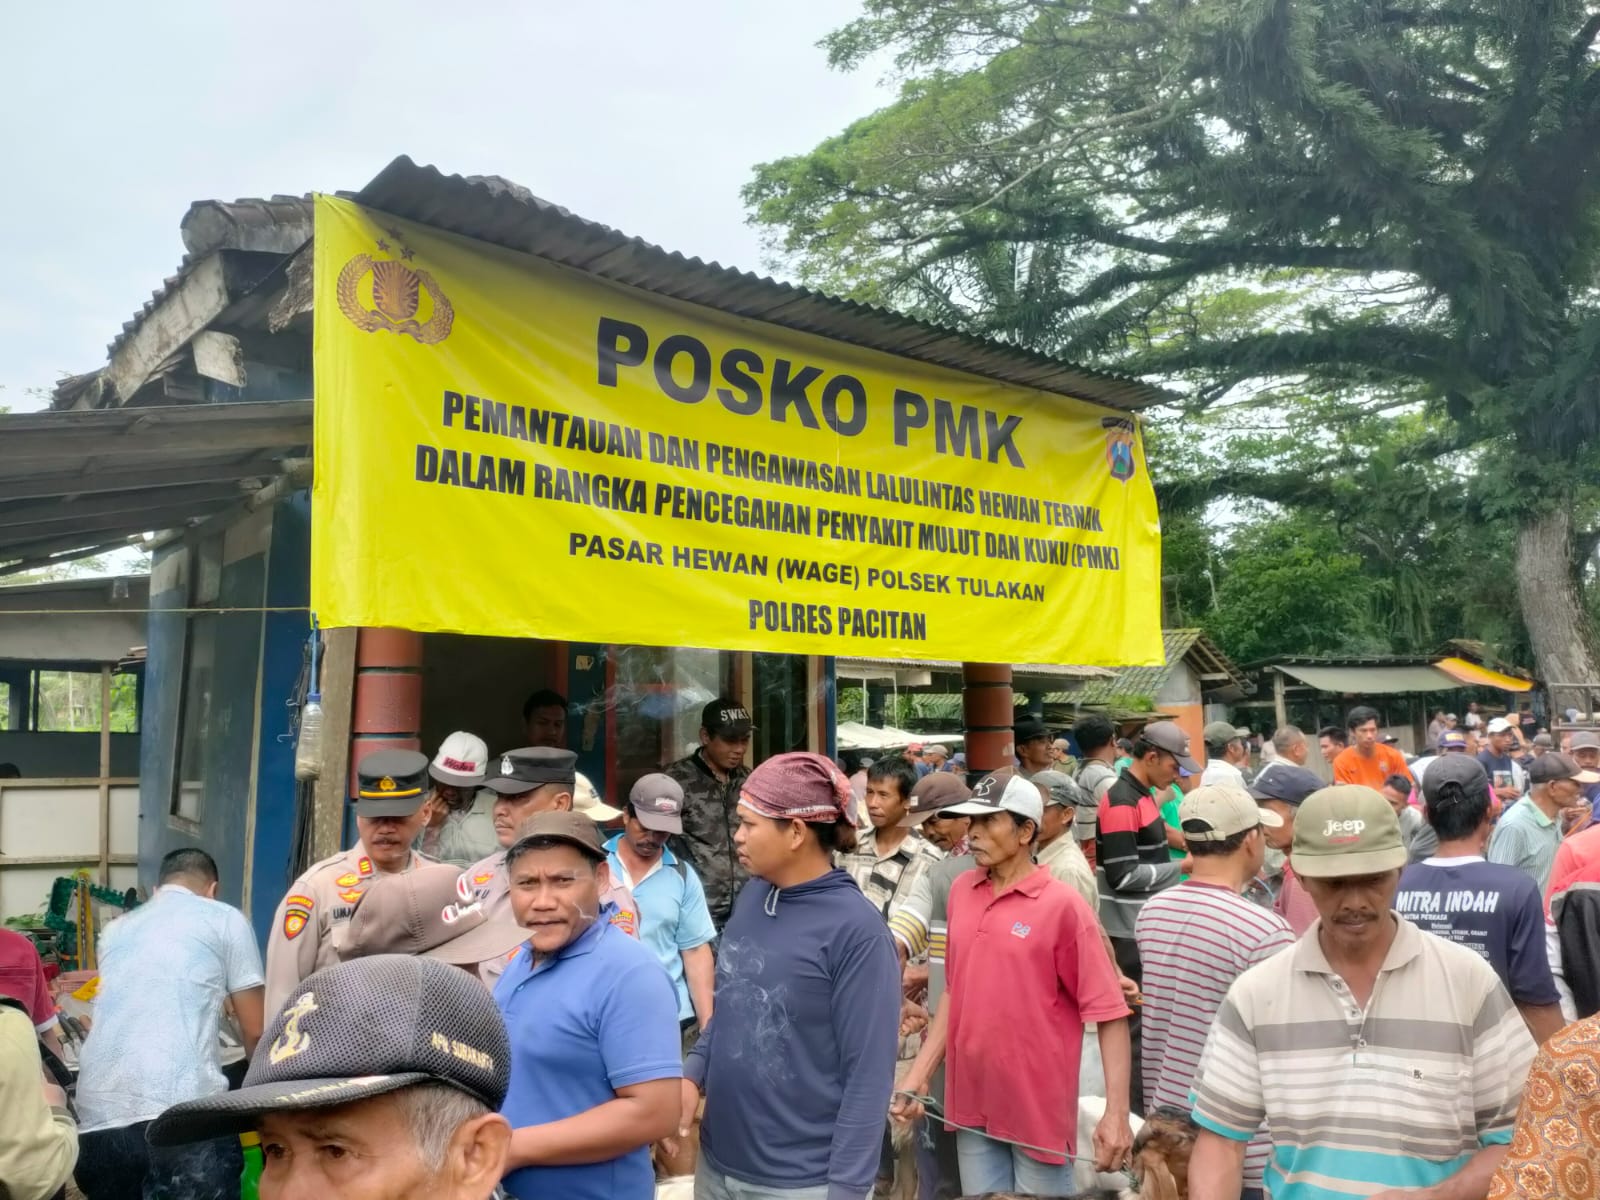 POSKO PMK
PEMANTAUAN DAN PENGAWASAN LALULINTAS HEWAN TERNAK
DALAM RANGKA PENCEGAHAN PENYAKIT MULUT DAN KUKU (PMK)
PASAR HEWAN (WAGE) POLSEK TULAKAN
POLRES PACITAN
SWAT
Jeep
MITRA INDAH